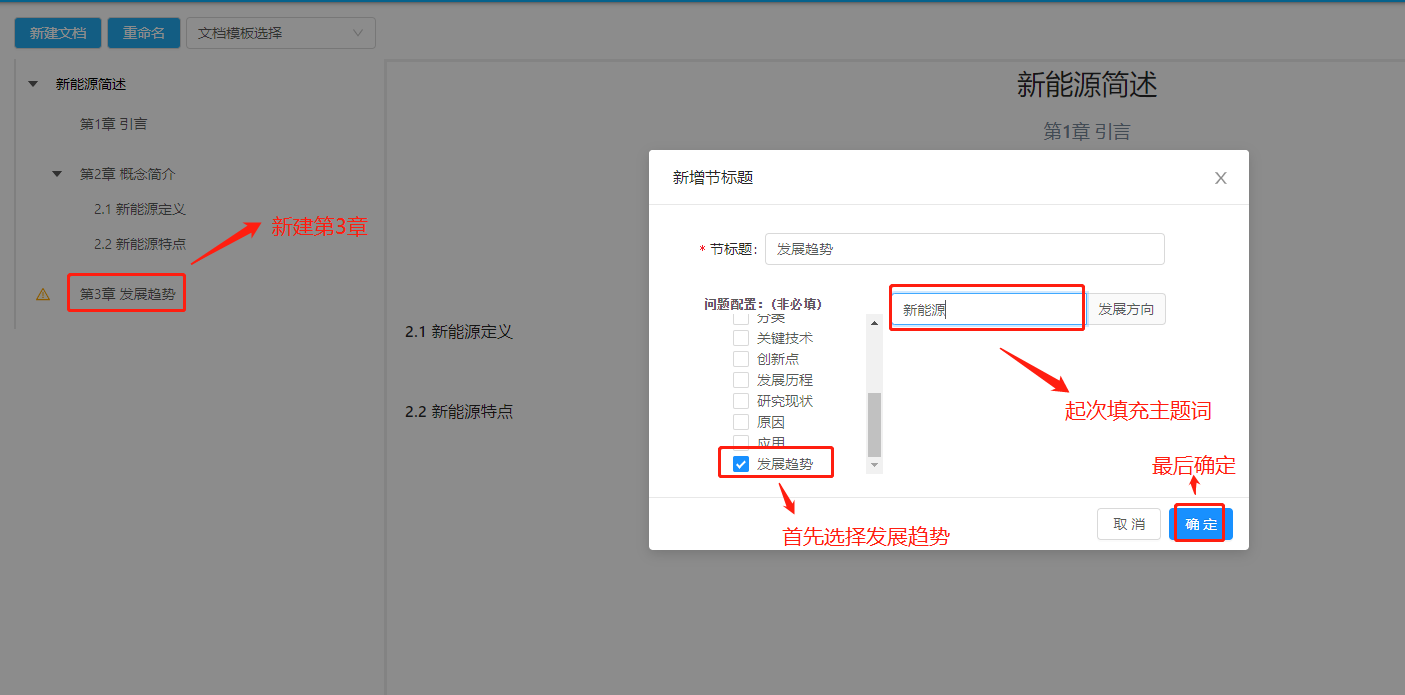 新建文档 重命名 文档模板选择
新能源简述
第1章 引言
第2章 概念简介
2.1 新能源定义
2.2 新能源特点
第3章 发展趋势
新建第3章
新能源简述
第1章 引言
2.1 新能源定义
2.2 新能源特点
新增节标题 X
* 节标题: 发展趋势
问题配置: (非必填)
分类
关键技术
创新点
发展历程
研究现状
原因
应用
发展趋势
新能源 发展方向
起次填充主题词
最后确定
首先选择发展趋势
取 消 确 定